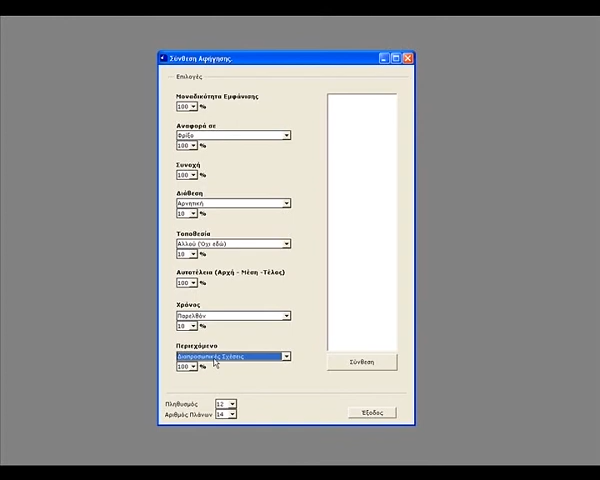 Σύνθεση Αφήγησης.
Επιλογές
Μοναδικότητα Εμφάνισης
100 %
Αναφορά σε
Φρίξο
100 %
Συνοχή
100 %
Διάθεση
Αρνητική
10 %
Τοποθεσία
Αλλού (Όχι εδώ)
10 %
Αυτοτέλεια (Αρχή - Μέση -Τέλος)
100 %
Χρόνος
Παρελθόν
10 %
Περιεχόμενο
Διαπροσωπικές Σχέσεις
100 %
Σύνθεση
Πληθυσμός 12
Αριθμός Πλάνων 14
Έξοδος